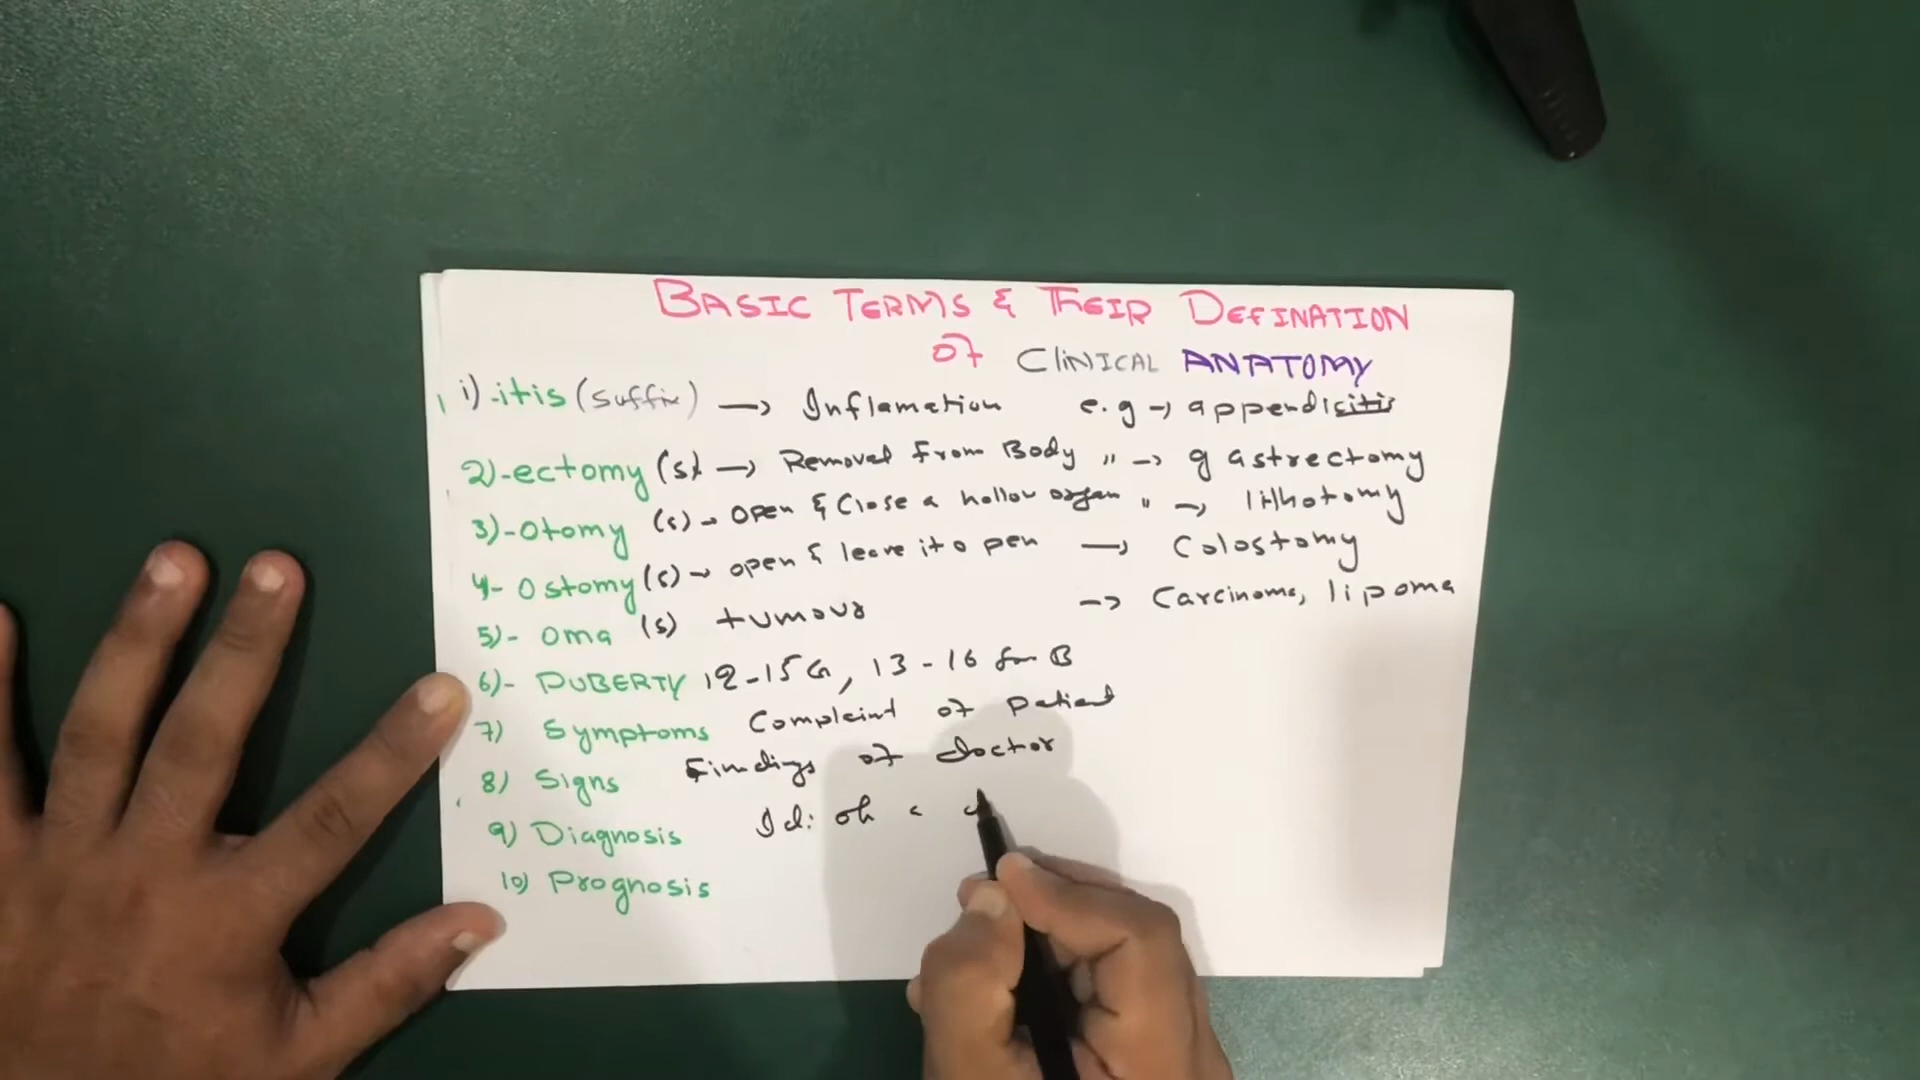 BASIC TERMS & THEIR DEFINATION
of CLINICAL ANATOMY
1) -itis (suffix) → Inflamation e.g → appendicitis
2) -ectomy (s) → Removal from Body " → gastrectomy
3) -Otomy (s) → Open & Close a hollow organ " → lithotomy
4- Ostomy (s) → open & leave it open → Colostomy
5) - oma (s) tumour → Carcinoma, lipoma
6) - PUBERTY 12-15 G, 13-16 for B
7) Symptoms Complaint of patient
8) Signs Findings of doctor
9) Diagnosis Id: of a
10) Prognosis